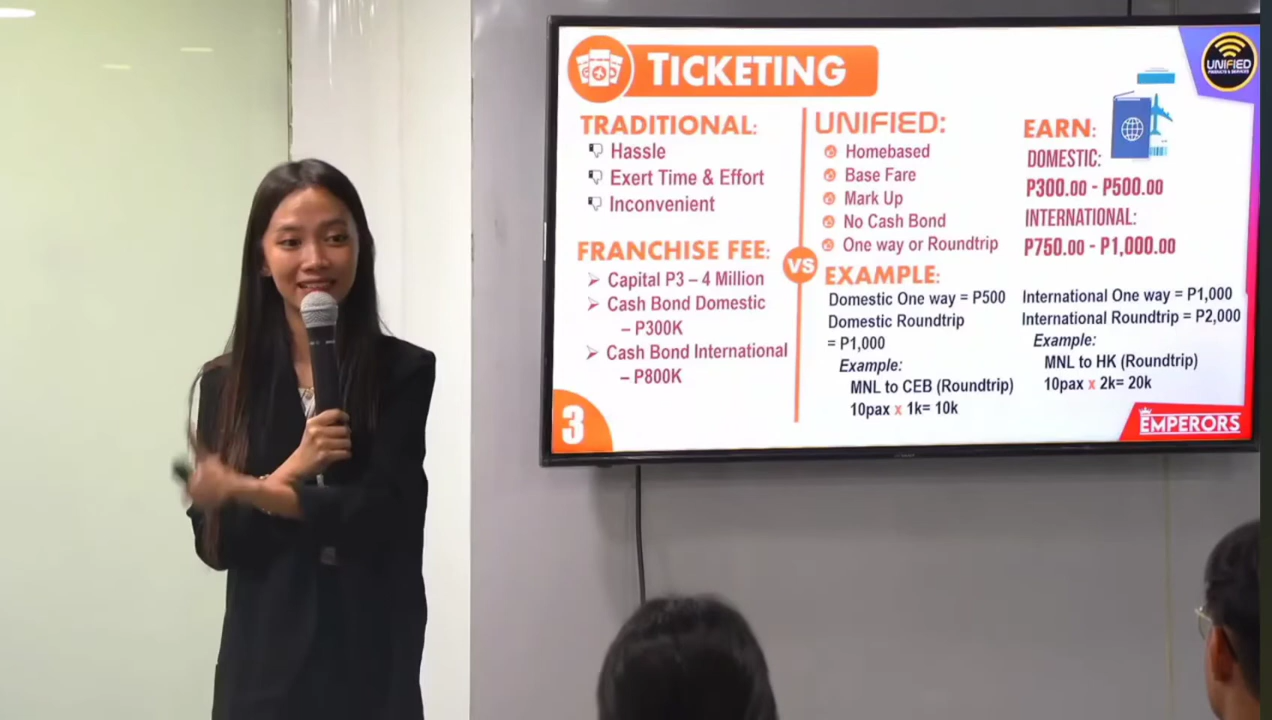 TICKETING
UNIFIED
PRODUCTS & SERVICES
TRADITIONAL:
Hassle
Exert Time & Effort
Inconvenient
FRANCHISE FEE:
Capital P3 – 4 Million
Cash Bond Domestic
– P300K
Cash Bond International
– P800K
3
VS
UNIFIED:
Homebased
Base Fare
Mark Up
No Cash Bond
One way or Roundtrip
EXAMPLE:
Domestic One way = P500
Domestic Roundtrip
= P1,000
Example:
MNL to CEB (Roundtrip)
10pax x 1k= 10k
EARN:
DOMESTIC:
P300.00 - P500.00
INTERNATIONAL:
P750.00 - P1,000.00
International One way = P1,000
International Roundtrip = P2,000
Example:
MNL to HK (Roundtrip)
10pax x 2k= 20k
EMPERORS